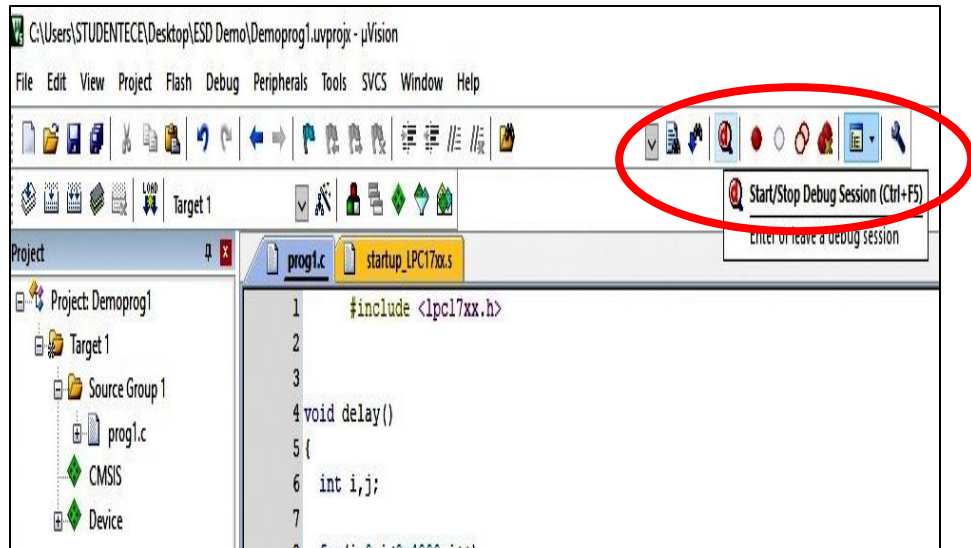 C:\Users\STUDENTECE\Desktop\ESD Demo\Demoprog1.uvprojx - µVision
File Edit View Project Flash Debug Peripherals Tools SVCS Window Help
LOAD
Target 1
Start/Stop Debug Session (Ctrl+F5)
Enter or leave a debug session
Project
prog1.c
startup_LPC17xx.s
Project: Demoprog1
Target 1
Source Group 1
prog1.c
CMSIS
Device
1 #include <lpc17xx.h>
2
3
4 void delay()
5 {
6 int i,j;
7